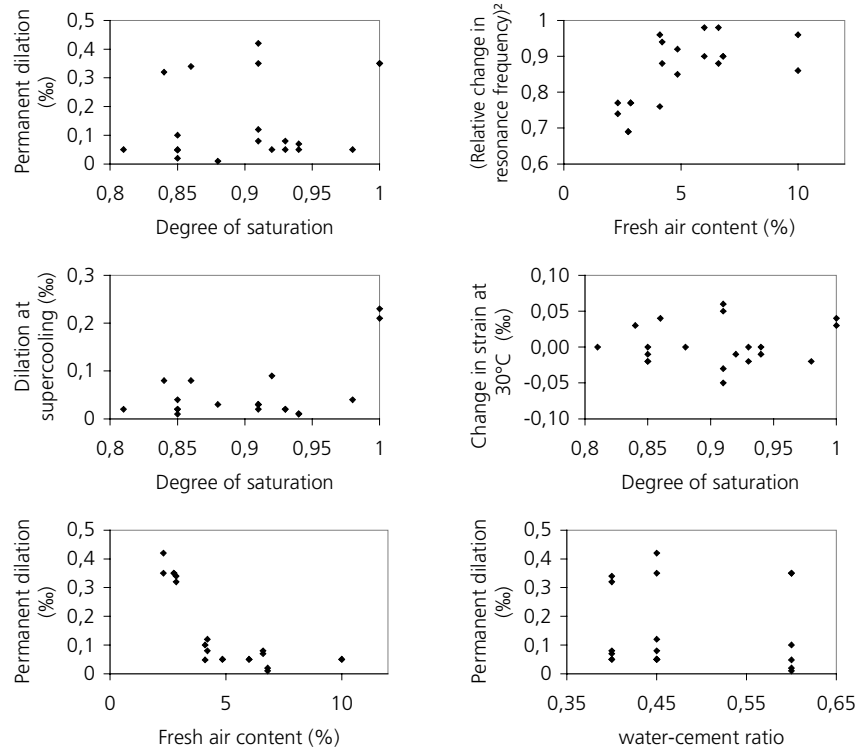 Permanent dilation
(‰)
0,5
0,4
0,3
0,2
0,1
0
0,8 0,85 0,9 0,95 1
Degree of saturation
(Relative change in
resonance frequency)²
1
0,9
0,8
0,7
0,6
0 5 10
Fresh air content (%)
Dilation at
supercooling (‰)
0,3
0,2
0,1
0
0,8 0,85 0,9 0,95 1
Degree of saturation
Change in strain at
30°C (‰)
0,10
0,05
0,00
-0,05
-0,10
0,8 0,85 0,9 0,95 1
Degree of saturation
Permanent dilation
(‰)
0,5
0,4
0,3
0,2
0,1
0
0 5 10
Fresh air content (%)
Permanent dilation
(‰)
0,5
0,4
0,3
0,2
0,1
0
0,35 0,45 0,55 0,65
water-cement ratio